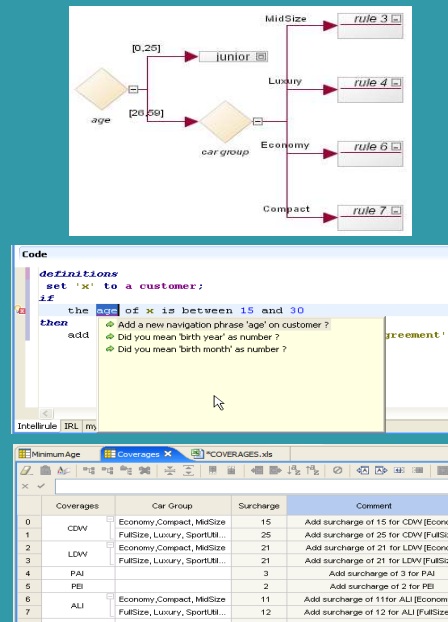 MidSize
rule 3
[0,25]
junior
Luxury
rule 4
age
[26,59]
car group
Economy
rule 6
Compact
rule 7
Code
definitions
set 'x' to a customer;
if
the age of x is between 15 and 30
then
add
Add a new navigation phrase 'age' on customer ?
Did you mean 'birth year' as number ?
Did you mean 'birth month' as number ?
reement'
Intellirule IRL my
Minimum Age Coverages *COVERAGES.xls
Coverages Car Group Surcharge Comment
0 CDW Economy,Compact, MidSize 15 Add surcharge of 15 for CDW [Econo
1 FullSize, Luxury, SportUtil... 25 Add surcharge of 25 for CDW [FullSiz
2 LDW Economy,Compact, MidSize 21 Add surcharge of 21 for LDW [Econo
3 FullSize, Luxury, SportUtil... 21 Add surcharge of 21 for LDW [FullSiz
4 PAI 3 Add surcharge of 3 for PAI
5 PEI 2 Add surcharge of 2 for PEI
6 ALI Economy,Compact, MidSize 11 Add surcharge of 11for ALI [Econom
7 FullSize, Luxury, SportUtil... 12 Add surcharge of 12 for ALI [FullSize